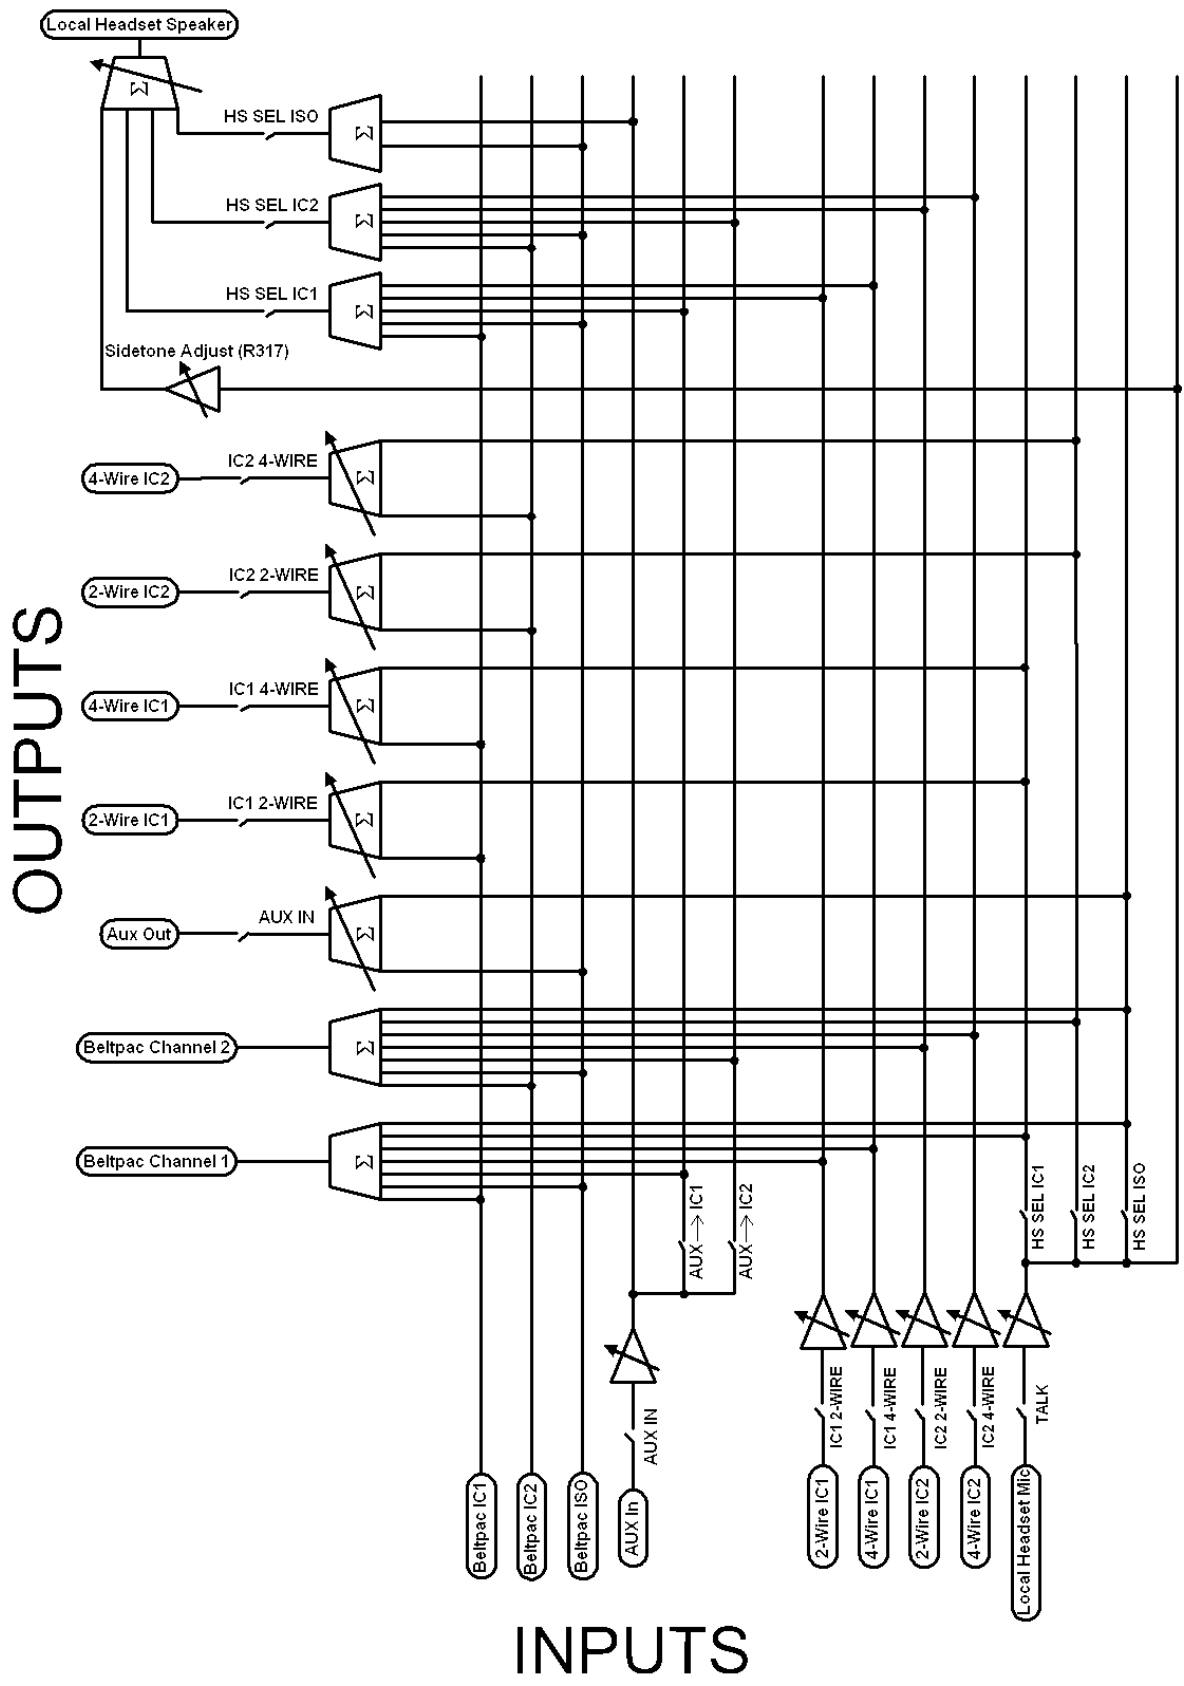 Local Headset Speaker
Σ
HS SEL ISO
Σ
HS SEL IC2
Σ
HS SEL IC1
Σ
Sidetone Adjust (R317)
4-Wire IC2
IC2 4-WIRE
Σ
2-Wire IC2
IC2 2-WIRE
Σ
4-Wire IC1
IC1 4-WIRE
Σ
2-Wire IC1
IC1 2-WIRE
Σ
Aux Out
AUX IN
Σ
Beltpac Channel 2
Σ
Beltpac Channel 1
Σ
OUTPUTS
AUX → IC1
AUX → IC2
HS SEL IC1
HS SEL IC2
HS SEL ISO
AUX IN
IC1 2-WIRE
IC1 4-WIRE
IC2 2-WIRE
IC2 4-WIRE
TALK
Beltpac IC1
Beltpac IC2
Beltpac ISO
AUX In
2-Wire IC1
4-Wire IC1
2-Wire IC2
4-Wire IC2
Local Headset Mic
INPUTS